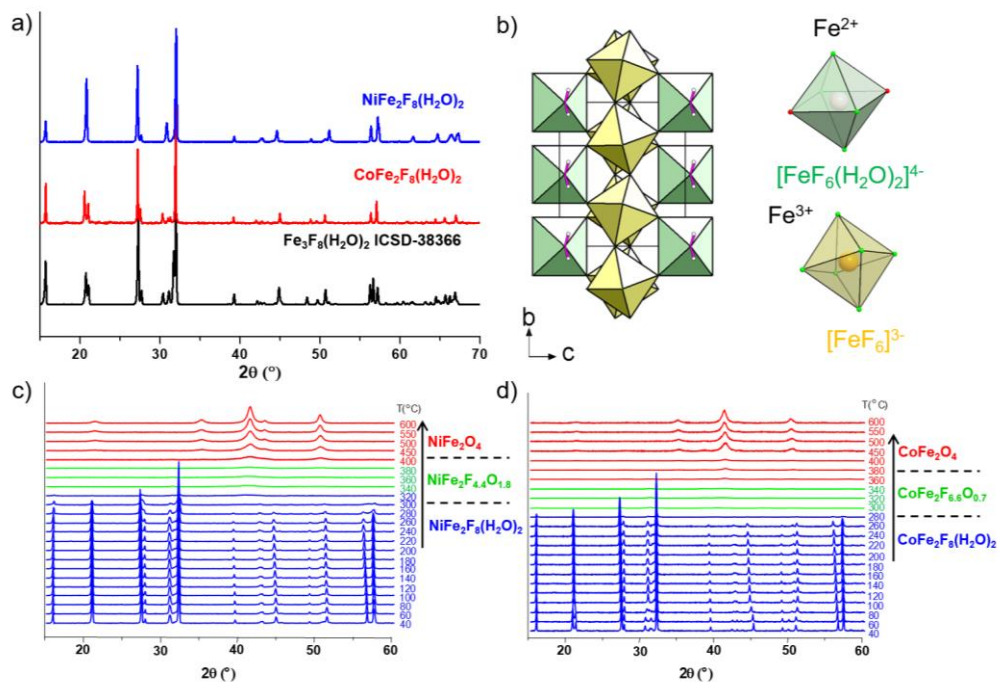 a)
NiFe2F8(H2O)2
CoFe2F8(H2O)2
Fe3F8(H2O)2 ICSD-38366
20 30 40 50 60 70
2θ (°)
b)
Fe2+
[FeF6(H2O)2]4-
Fe3+
[FeF6]3-
b
c
c)
T(°C)
600
550
500
450
400
380
360
340
320
300
280
260
240
220
200
180
160
140
120
100
80
60
40
NiFe2O4
NiFe2F4.4O1.8
NiFe2F8(H2O)2
20 30 40 50 60
2θ (°)
d)
T(°C)
600
550
500
450
400
380
360
340
320
300
280
260
240
220
200
180
160
140
120
100
80
60
40
CoFe2O4
CoFe2F6.6O0.7
CoFe2F8(H2O)2
20 30 40 50 60
2θ (°)